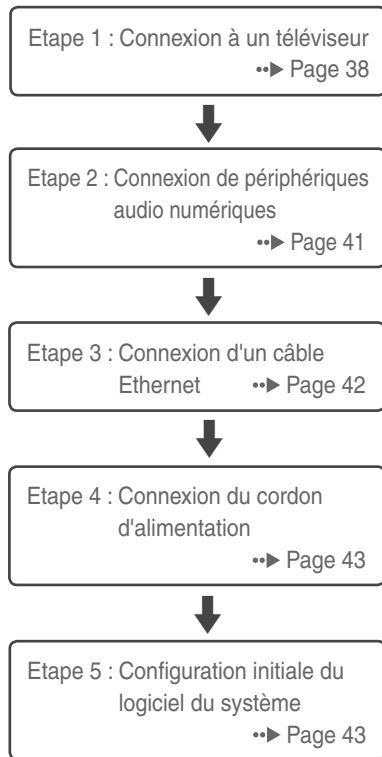 Etape 1 : Connexion à un téléviseur
••▶ Page 38
Etape 2 : Connexion de périphériques
audio numériques
••▶ Page 41
Etape 3 : Connexion d'un câble
Ethernet ••▶ Page 42
Etape 4 : Connexion du cordon
d'alimentation
••▶ Page 43
Etape 5 : Configuration initiale du
logiciel du système
••▶ Page 43